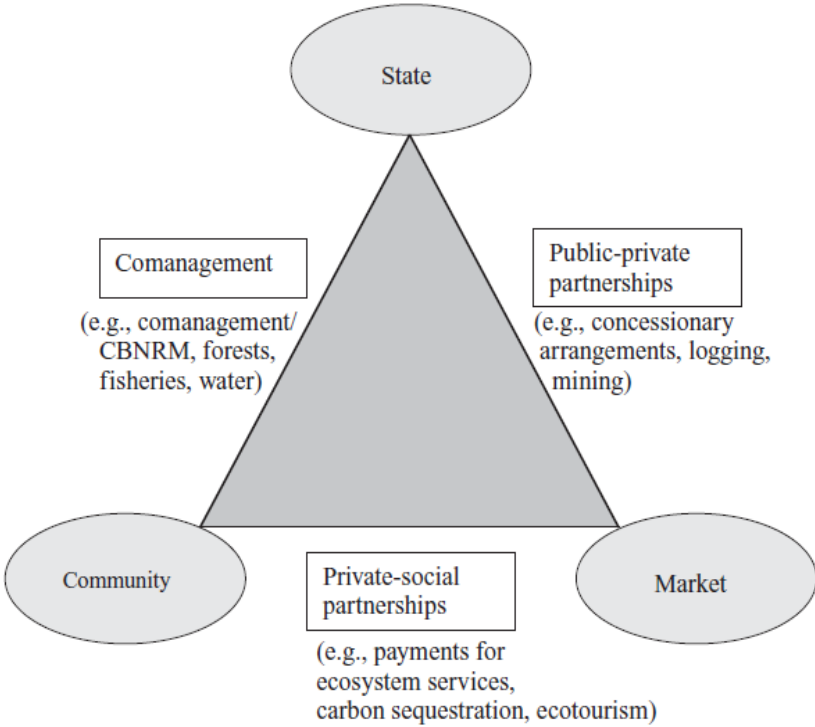 State
Comanagement
(e.g., comanagement/
CBNRM, forests,
fisheries, water)
Public-private
partnerships
(e.g., concessionary
arrangements, logging,
mining)
Community
Private-social
partnerships
(e.g., payments for
ecosystem services,
carbon sequestration, ecotourism)
Market